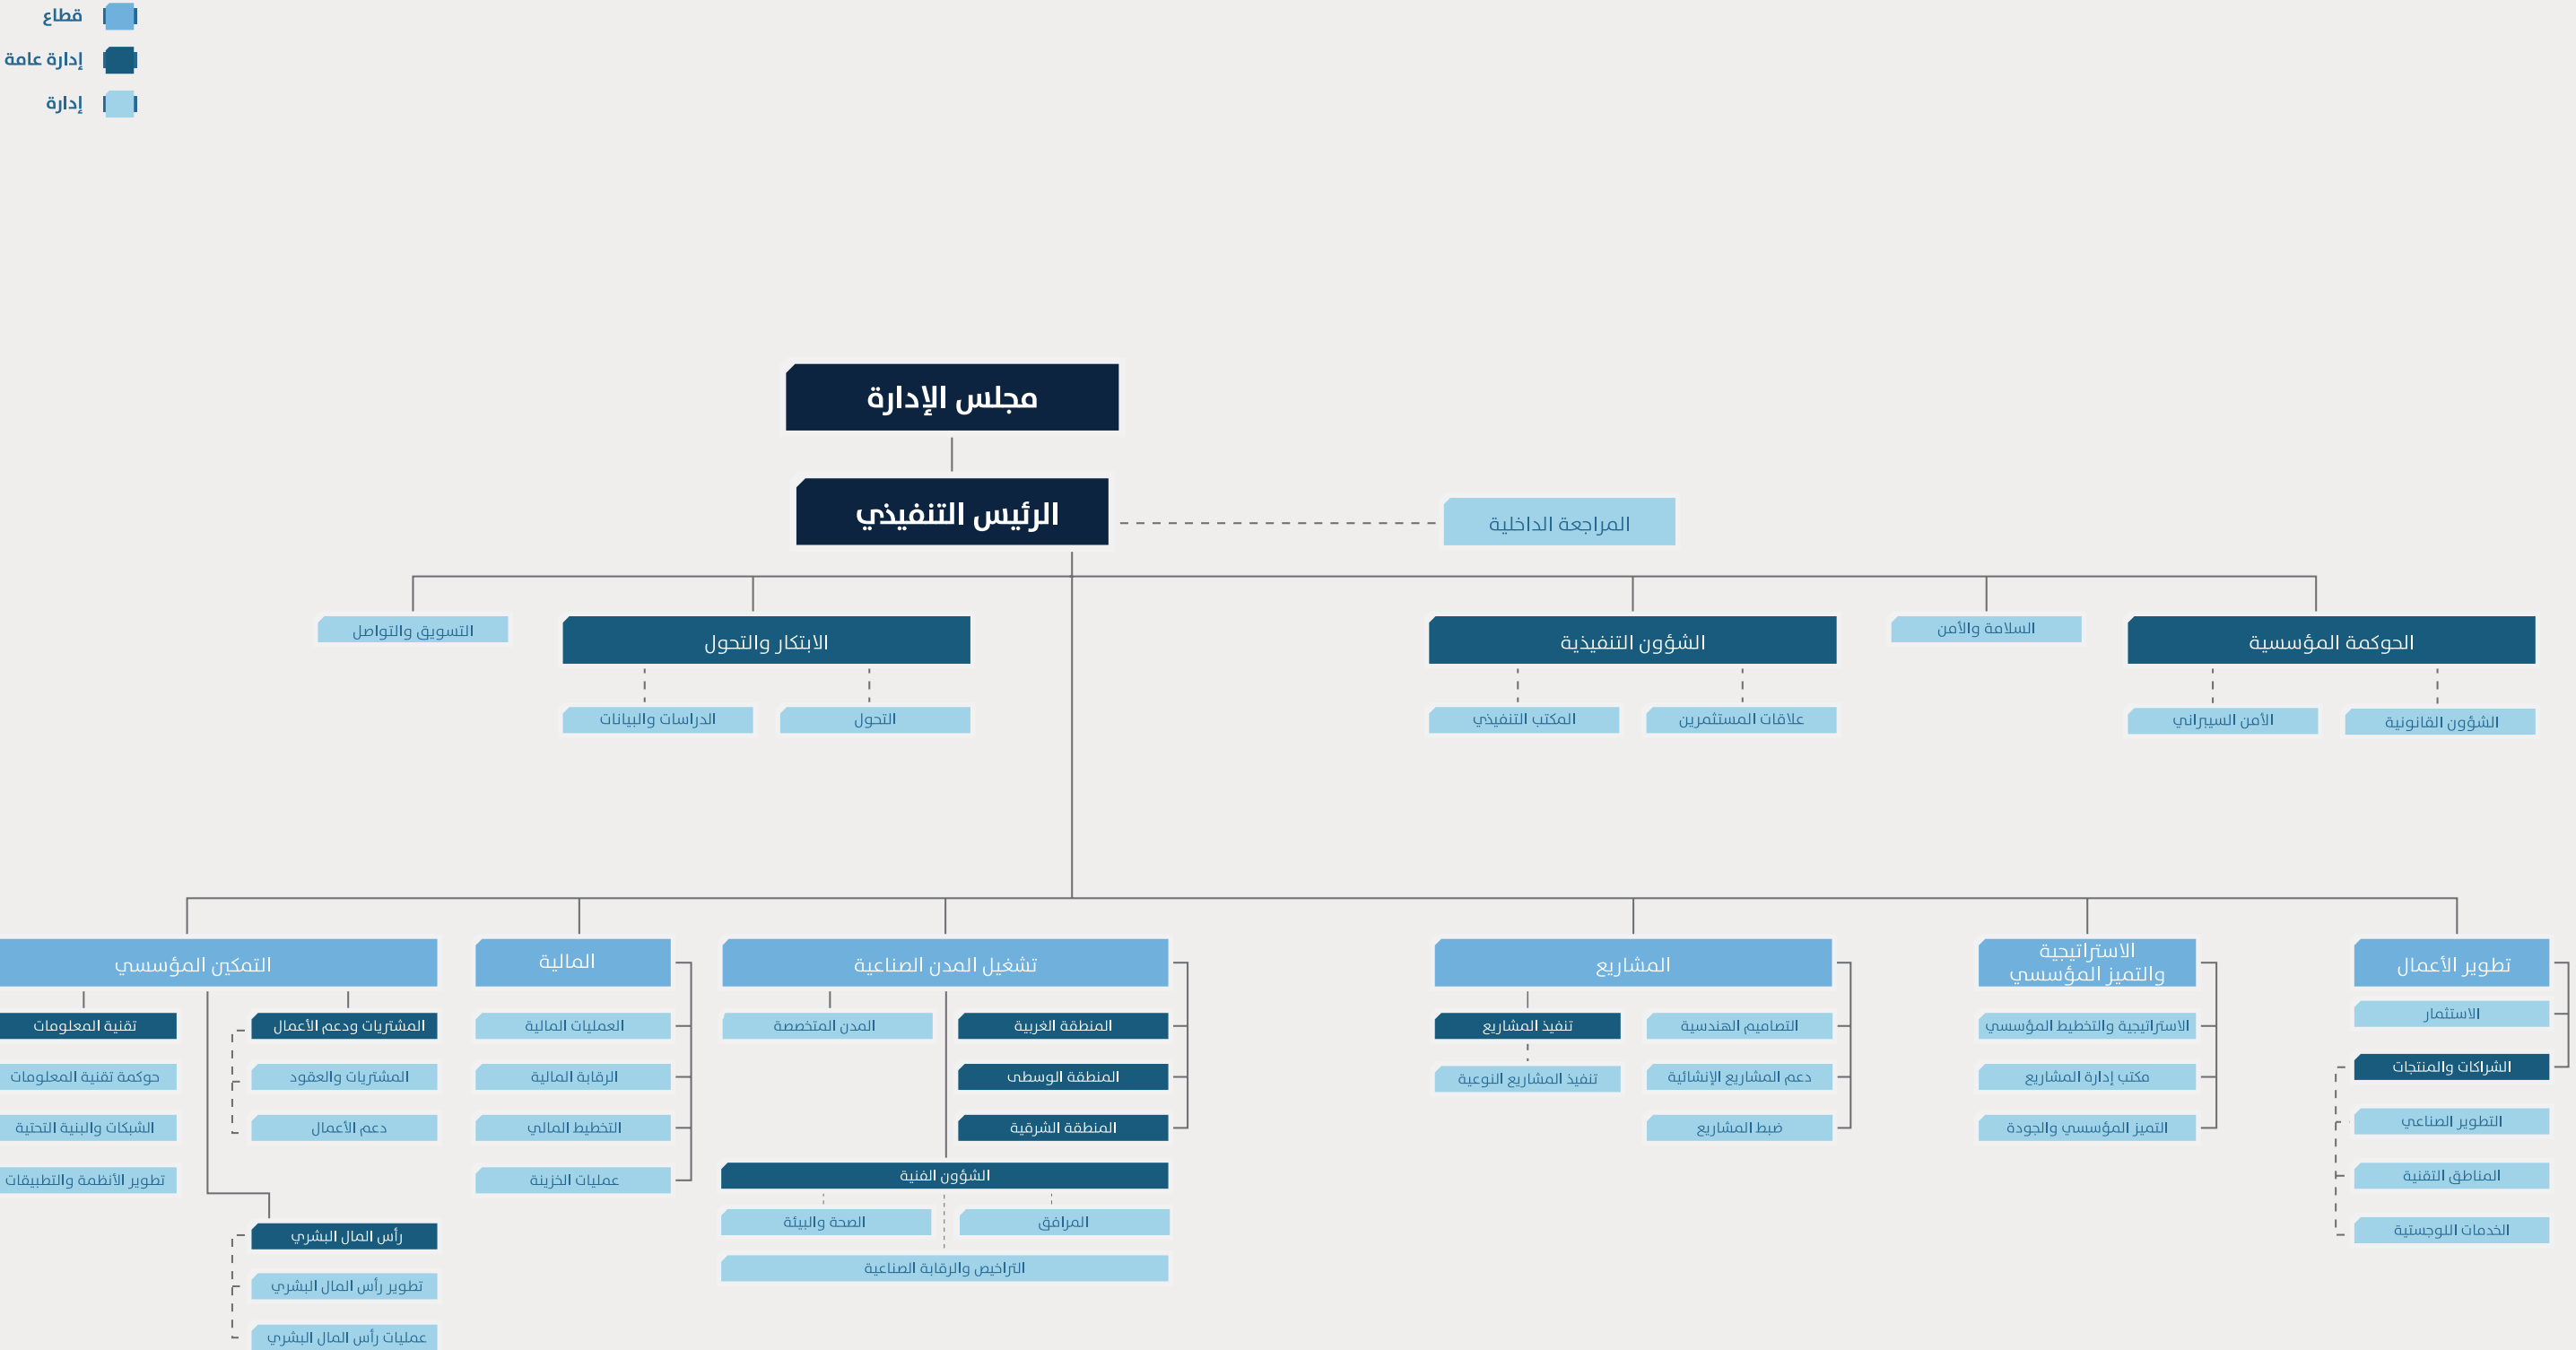 قطاع
إدارة عامة
إدارة
مجلس الإدارة
الرئيس التنفيذي
المراجعة الداخلية
الحوكمة المؤسسية
السلامة والأمن
الشؤون التنفيذية
الابتكار والتحول
التسويق والتواصل
الشؤون القانونية
الأمن السيبراني
علاقات المستثمرين
المكتب التنفيذي
التحول
الدراسات والبيانات
تطوير الأعمال
الاستثمار
الشراكات والمنتجات
التطوير الصناعي
المناطق التقنية
الخدمات اللوجستية
الاستراتيجية
والتميز المؤسسي
الاستراتيجية والتخطيط المؤسسي
مكتب إدارة المشاريع
التميز المؤسسي والجودة
المشاريع
التصاميم الهندسية
دعم المشاريع الإنشائية
ضبط المشاريع
تنفيذ المشاريع
تنفيذ المشاريع النوعية
تشغيل المدن الصناعية
المنطقة الغربية
المنطقة الوسطى
المنطقة الشرقية
المدن المتخصصة
الشؤون الفنية
المرافق
الصحة والبيئة
التراخيص والرقابة الصناعية
المالية
العمليات المالية
الرقابة المالية
التخطيط المالي
عمليات الخزينة
التمكين المؤسسي
المشتريات ودعم الأعمال
المشتريات والعقود
دعم الأعمال
تقنية المعلومات
حوكمة تقنية المعلومات
الشبكات والبنية التحتية
تطوير الأنظمة والتطبيقات
رأس المال البشري
تطوير رأس المال البشري
عمليات رأس المال البشري